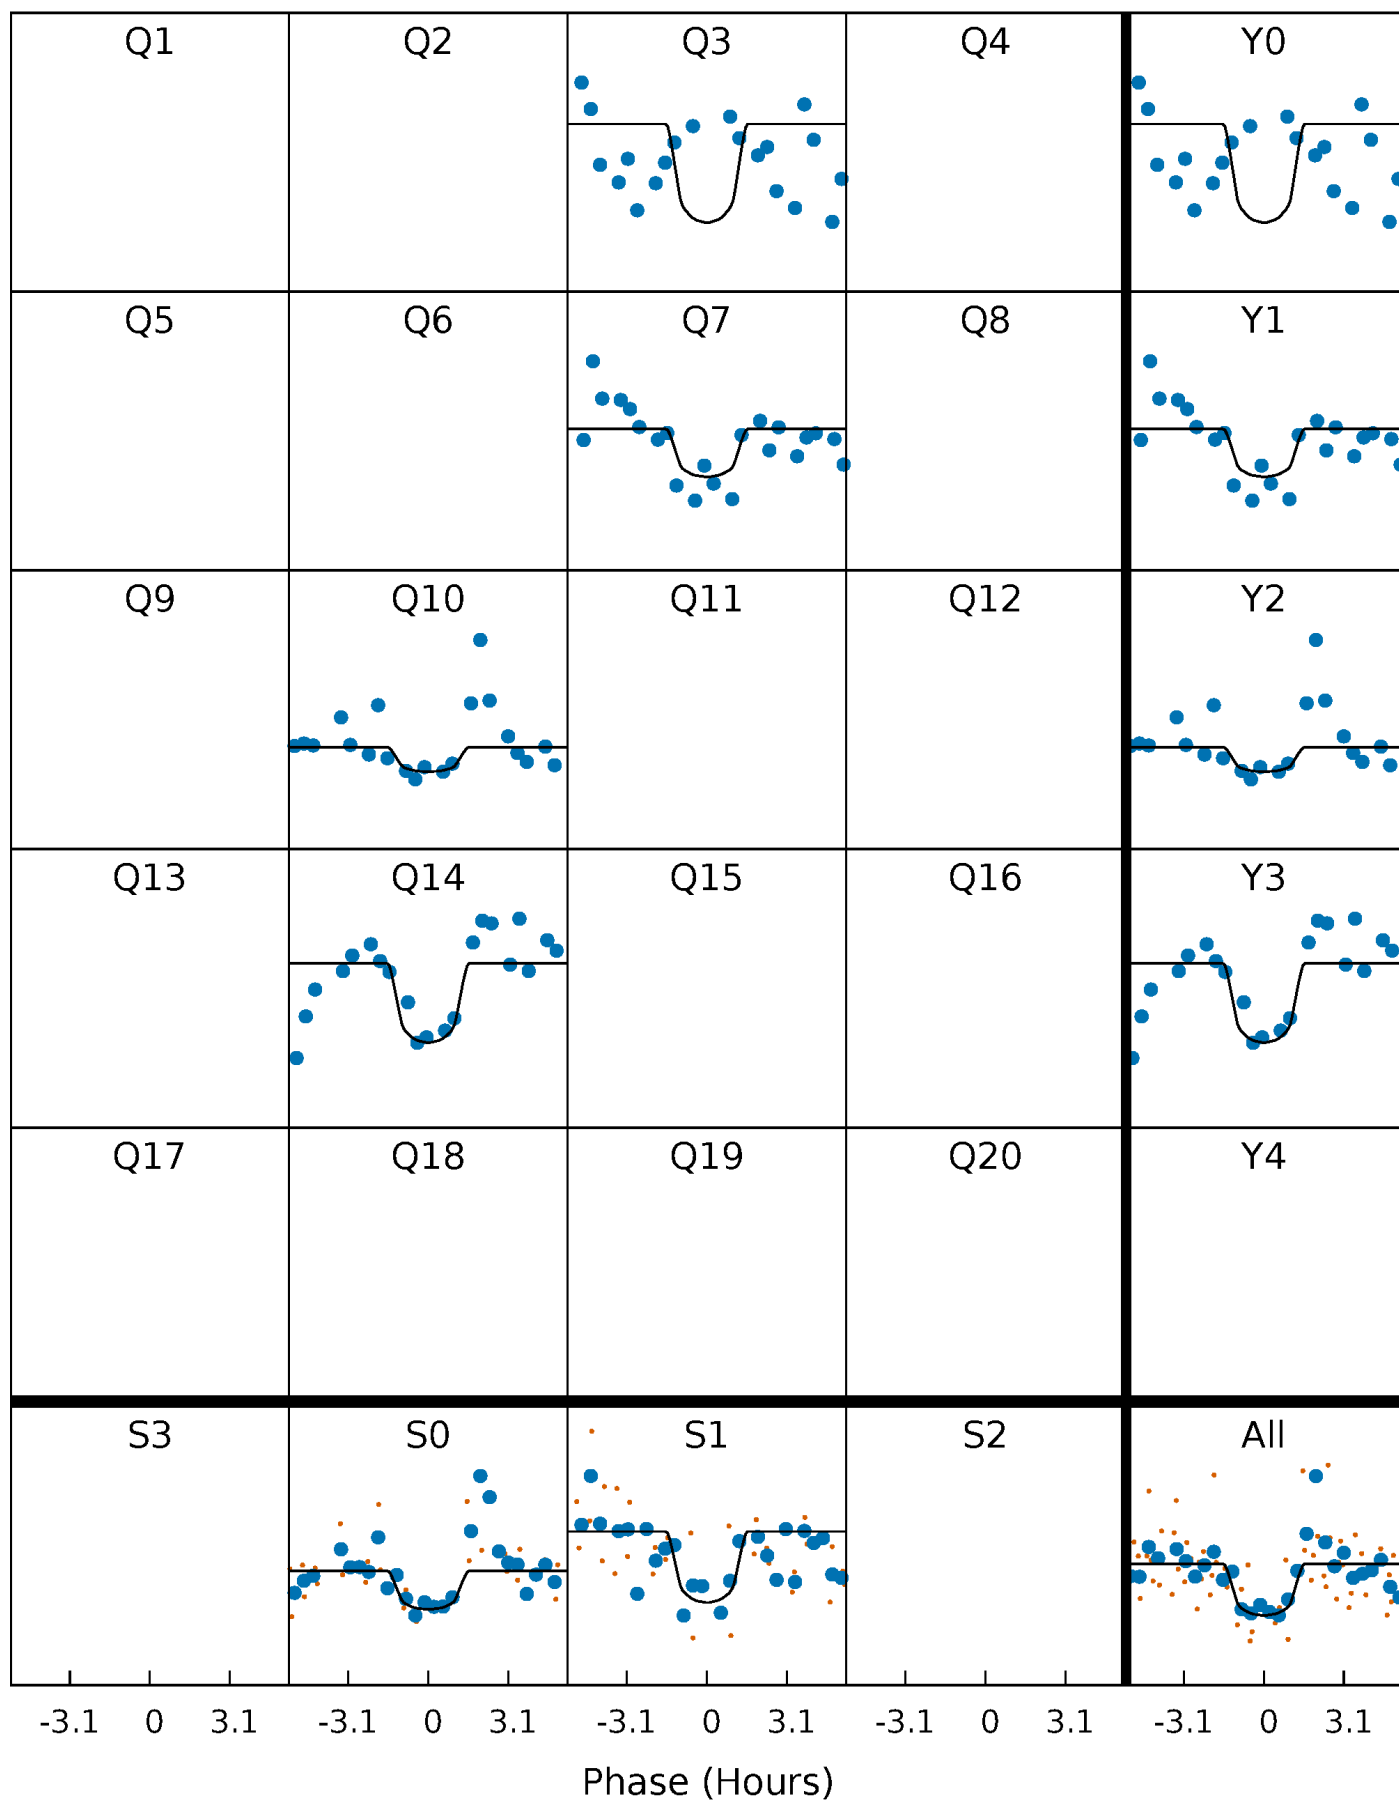 Q1 Q2 Q3 Q4 Y0
Q5 Q6 Q7 Q8 Y1
Q9 Q10 Q11 Q12 Y2
Q13 Q14 Q15 Q16 Y3
Q17 Q18 Q19 Q20 Y4
S3 S0 S1 S2 All
-3.1 0 3.1 -3.1 0 3.1 -3.1 0 3.1 -3.1 0 3.1 -3.1 0 3.1
Phase (Hours)